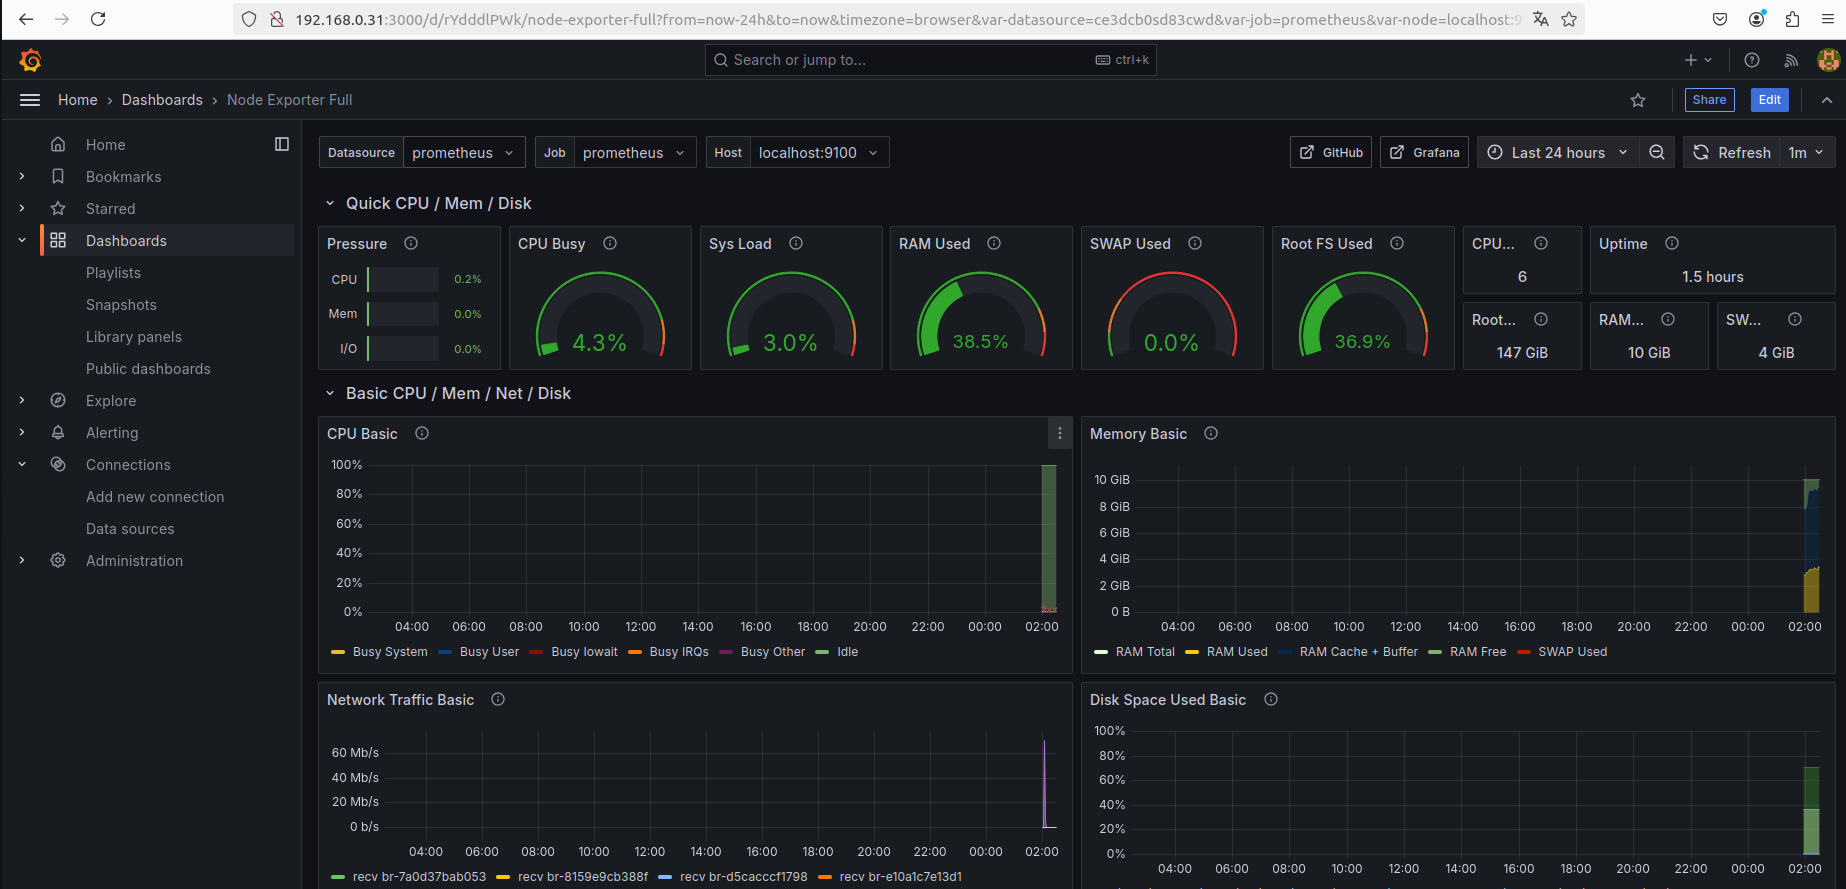 192.168.0.31:3000/d/rYdddlPWk/node-exporter-full?from=now-24h&to=now&timezone=browser&var-datasource=ce3dcb0sd83cwd&var-job=prometheus&var-node=localhost:9
Search or jump to... ctrl+k
Home › Dashboards › Node Exporter Full Share Edit
Home
Bookmarks
Starred
Dashboards
Playlists
Snapshots
Library panels
Public dashboards
Explore
Alerting
Connections
Add new connection
Data sources
Administration
Datasource prometheus Job prometheus Host localhost:9100 GitHub Grafana Last 24 hours Refresh 1m
Quick CPU / Mem / Disk
Pressure
CPU 0.2%
Mem 0.0%
I/O 0.0%
CPU Busy
4.3%
Sys Load
3.0%
RAM Used
38.5%
SWAP Used
0.0%
Root FS Used
36.9%
CPU...
6
Uptime
1.5 hours
Root...
147 GiB
RAM...
10 GiB
SW...
4 GiB
Basic CPU / Mem / Net / Disk
CPU Basic
100%
80%
60%
40%
20%
0%
04:00 06:00 08:00 10:00 12:00 14:00 16:00 18:00 20:00 22:00 00:00 02:00
Busy System Busy User Busy Iowait Busy IRQs Busy Other Idle
Memory Basic
10 GiB
8 GiB
6 GiB
4 GiB
2 GiB
0 B
04:00 06:00 08:00 10:00 12:00 14:00 16:00 18:00 20:00 22:00 00:00 02:00
RAM Total RAM Used RAM Cache + Buffer RAM Free SWAP Used
Network Traffic Basic
60 Mb/s
40 Mb/s
20 Mb/s
0 b/s
04:00 06:00 08:00 10:00 12:00 14:00 16:00 18:00 20:00 22:00 00:00 02:00
recv br-7a0d37bab053 recv br-8159e9cb388f recv br-d5cacccf1798 recv br-e10a1c7e13d1
Disk Space Used Basic
100%
80%
60%
40%
20%
0%
04:00 06:00 08:00 10:00 12:00 14:00 16:00 18:00 20:00 22:00 00:00 02:00